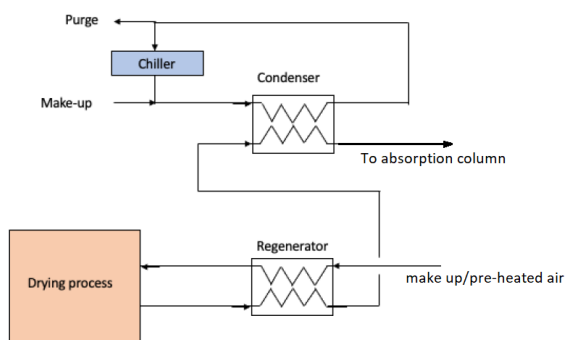 Purge
Chiller
Condenser
Make-up
To absorption column
Regenerator
make up/pre-heated air
Drying process